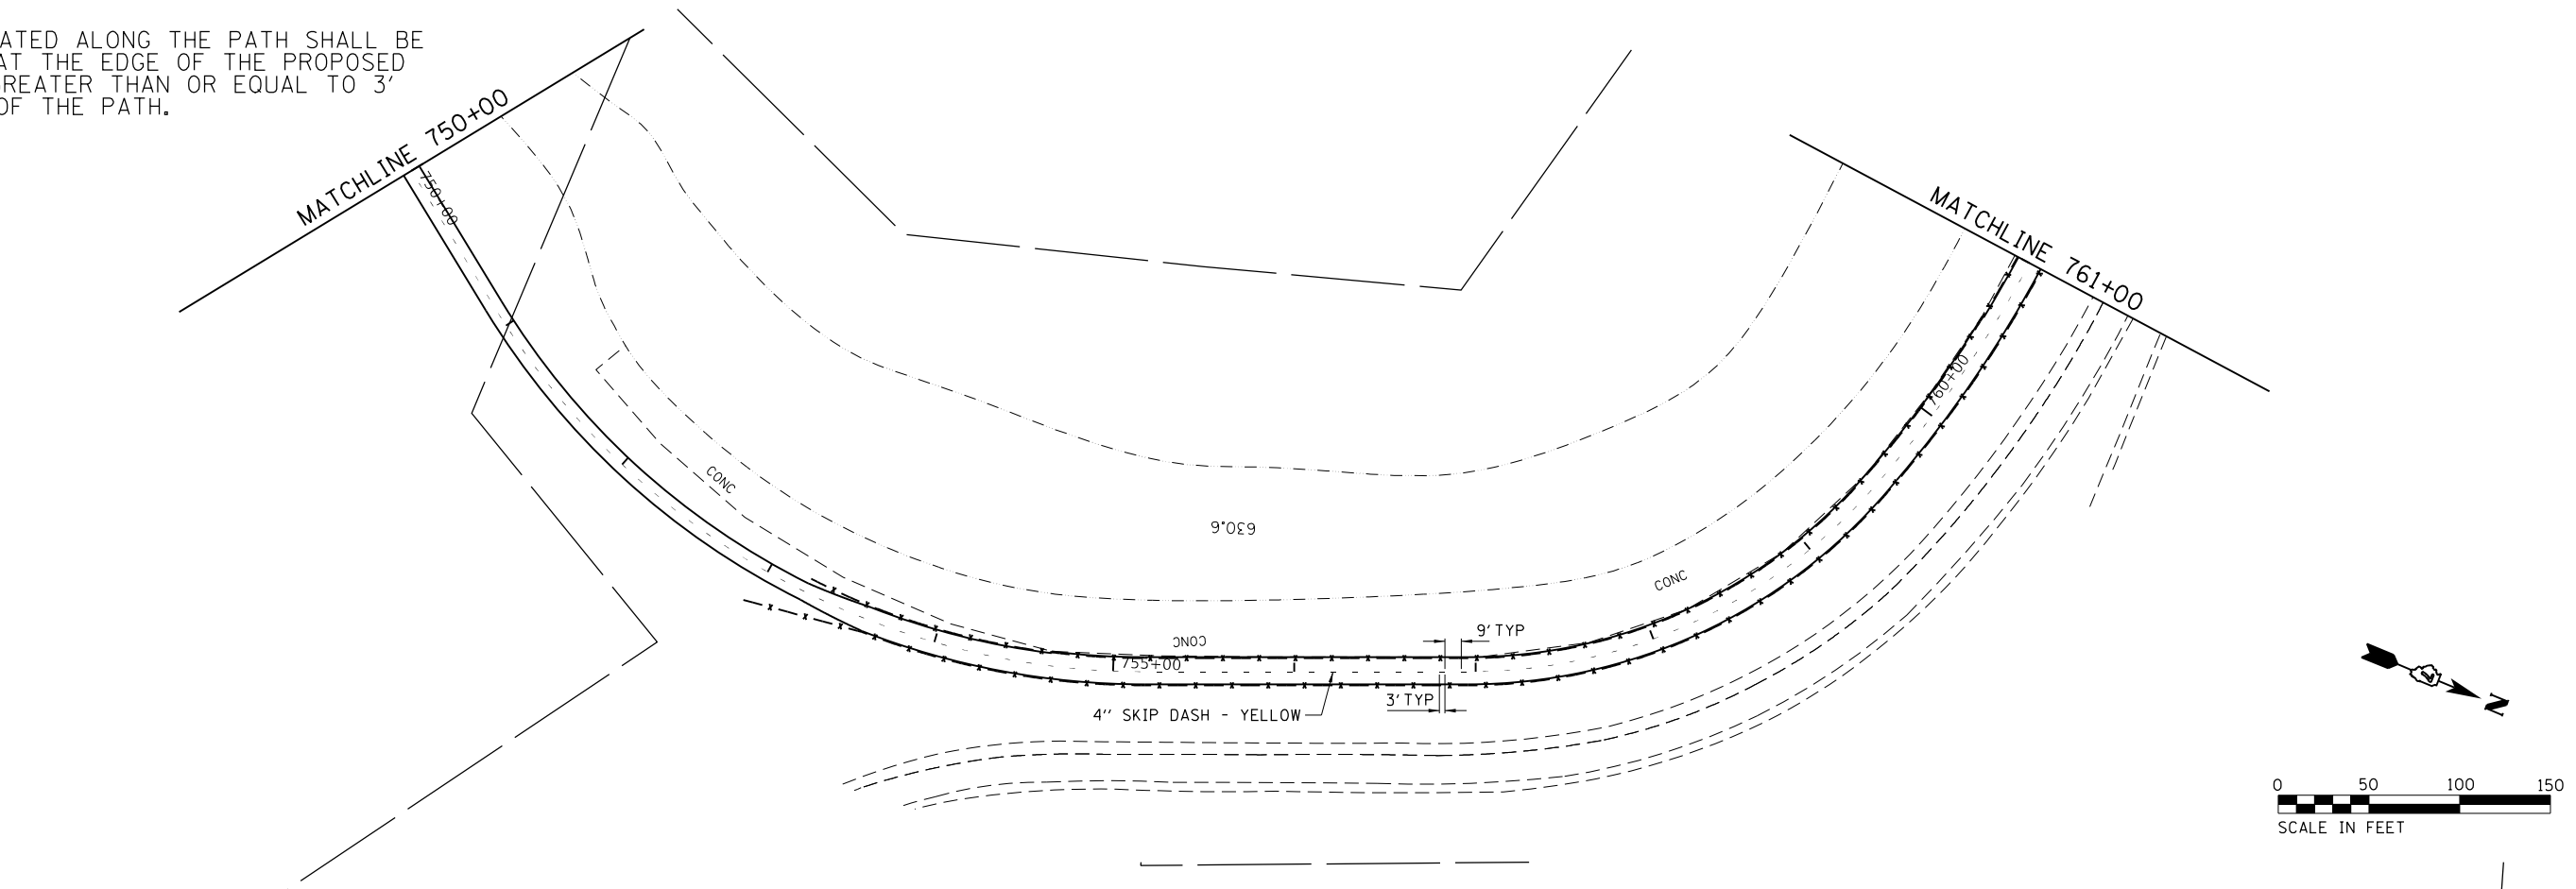 ATED ALONG THE PATH SHALL BE
AT THE EDGE OF THE PROPOSED
GREATER THAN OR EQUAL TO 3'
OF THE PATH.
MATCHLINE 750+00
750+00
MATCHLINE 761+00
760+00
CONC
630.6
CONC
CONC
755+00
9' TYP
3' TYP
4'' SKIP DASH - YELLOW
N
0 50 100 150
SCALE IN FEET